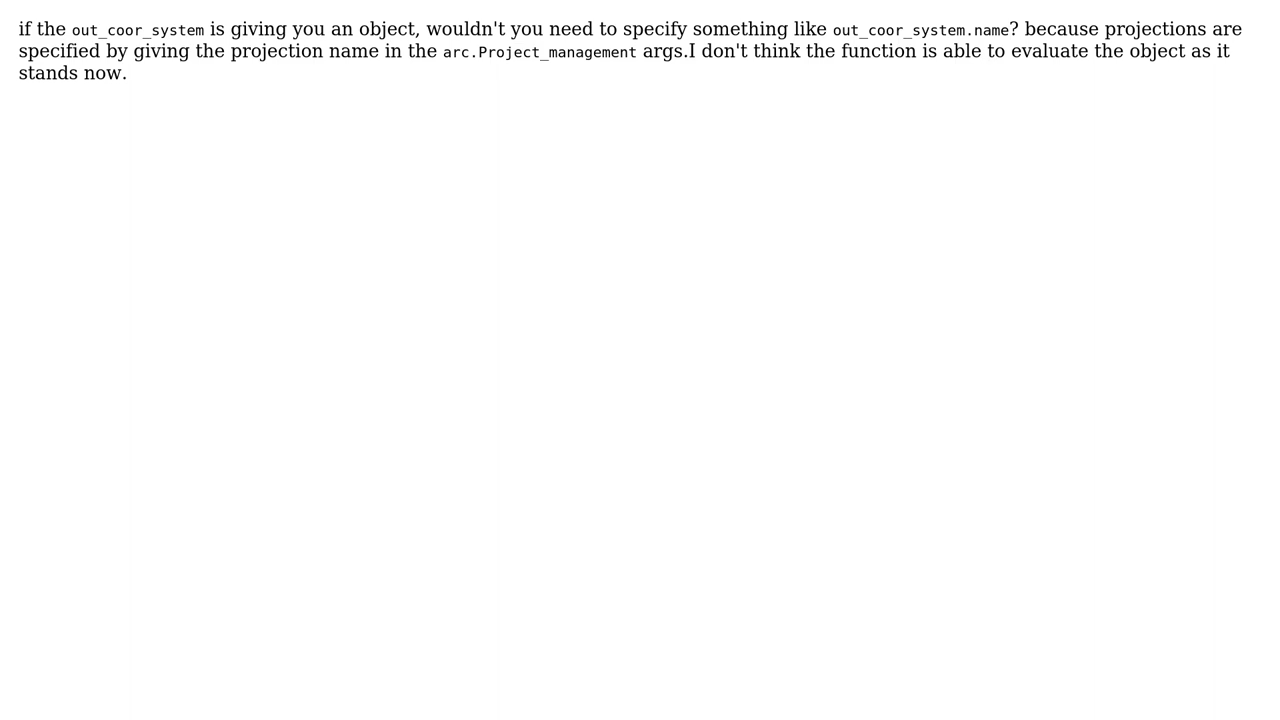 if the out_coor_system is giving you an object, wouldn't you need to specify something like out_coor_system.name? because projections are
specified by giving the projection name in the arc.Project_management args.I don't think the function is able to evaluate the object as it
stands now.